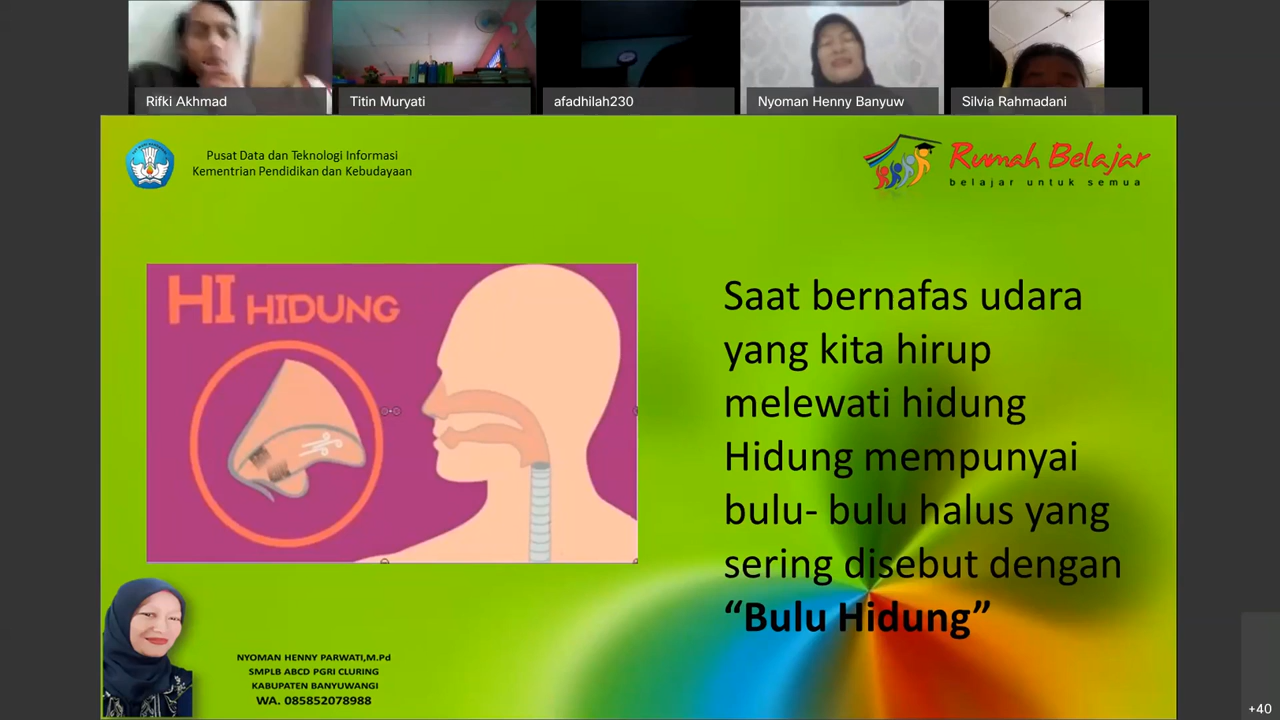 Rifki Akhmad
Titin Muryati
afadhilah230
Nyoman Henny Banyuw
Silvia Rahmadani
Pusat Data dan Teknologi Informasi
Kementrian Pendidikan dan Kebudayaan
Rumah Belajar
belajar untuk semua
HI HIDUNG
Saat bernafas udara
yang kita hirup
melewati hidung
Hidung mempunyai
bulu- bulu halus yang
sering disebut dengan
“Bulu Hidung”
NYOMAN HENNY PARWATI,M.Pd
SMPLB ABCD PGRI CLURING
KABUPATEN BANYUWANGI
WA. 085852078988
+40